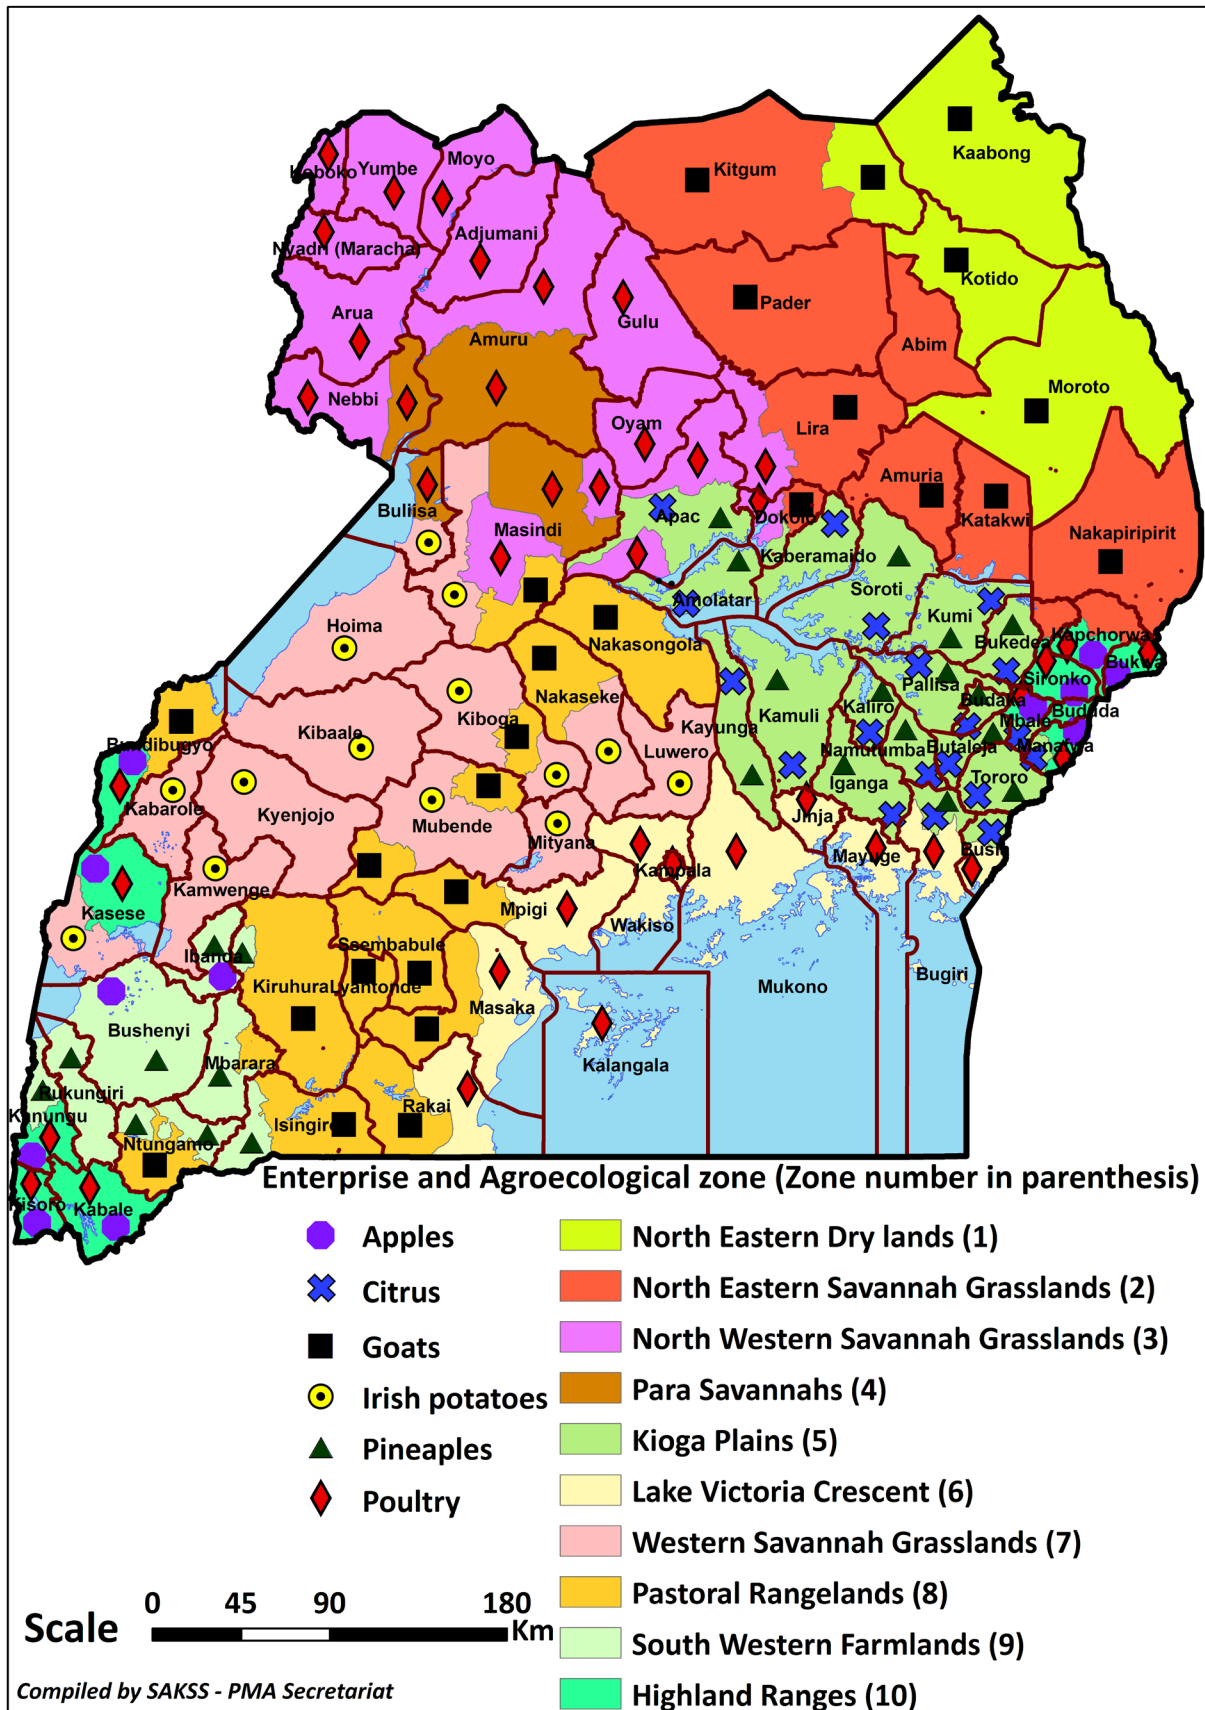 Kaabong
Kitgum
Moyo
Koboko
Yumbe
Nyadri (Maracha)
Adjumani
Kotido
Pader
Arua
Gulu
Amuru
Abim
Moroto
Nebbi
Oyam
Lira
Amuria
Katakwi
Buliisa
Masindi
Apac
Dokolo
Nakapiripirit
Kaberamaido
Soroti
Amolatar
Kumi
Hoima
Nakasongola
Bukedea
Kapchorwa
Bukwa
Sironko
Pallisa
Nakaseke
Kiboga
Kayunga
Kamuli
Kaliro
Budaka
Mbale
Bududa
Kibaale
Bundibugyo
Luwero
Namutumba
Butaleja
Manafwa
Iganga
Tororo
Kabarole
Kyenjojo
Mubende
Mityana
Jinja
Kamwenge
Kampala
Mayuge
Busia
Kasese
Mpigi
Wakiso
Ibanda
Ssembabule
Kiruhura
Lyantonde
Masaka
Mukono
Bugiri
Bushenyi
Kalangala
Mbarara
Rukungiri
Kanungu
Ntungamo
Isingiro
Rakai
Kisoro
Kabale
Enterprise and Agroecological zone (Zone number in parenthesis)
Apples
Citrus
Goats
Irish potatoes
Pineaples
Poultry
North Eastern Dry lands (1)
North Eastern Savannah Grasslands (2)
North Western Savannah Grasslands (3)
Para Savannahs (4)
Kioga Plains (5)
Lake Victoria Crescent (6)
Western Savannah Grasslands (7)
Pastoral Rangelands (8)
South Western Farmlands (9)
Highland Ranges (10)
0 45 90 180
Scale Km
Compiled by SAKSS - PMA Secretariat